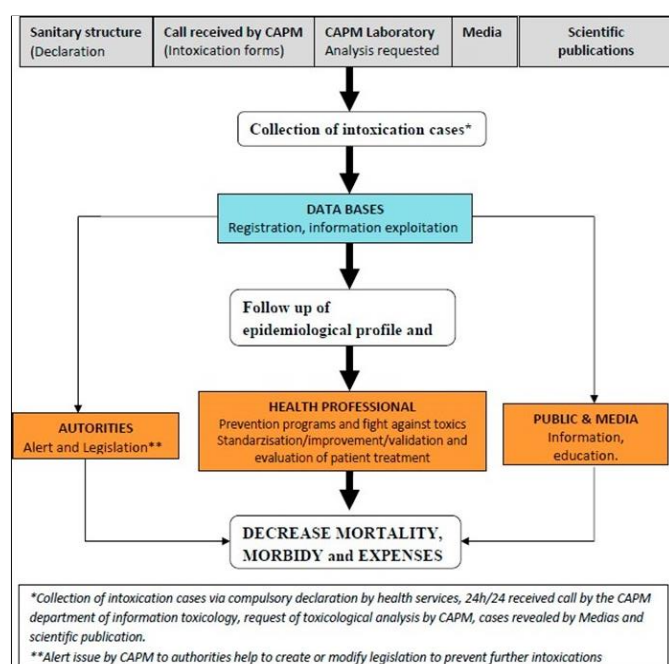 Sanitary structure
(Declaration
Call received by CAPM
(Intoxication forms)
CAPM Laboratory
Analysis requested
Media
Scientific
publications
Collection of intoxication cases*
DATA BASES
Registration, information exploitation
Follow up of
epidemiological profile and
AUTORITIES
Alert and Legislation**
HEALTH PROFESSIONAL
Prevention programs and fight against toxics
Standarzisation/improvement/validation and
evaluation of patient treatment
PUBLIC & MEDIA
Information,
education.
DECREASE MORTALITY,
MORBIDY and EXPENSES
*Collection of intoxication cases via compulsory declaration by health services, 24h/24 received call by the CAPM
department of information toxicology, request of toxicological analysis by CAPM, cases revealed by Medias and
scientific publication.
**Alert issue by CAPM to authorities help to create or modify legislation to prevent further intoxications